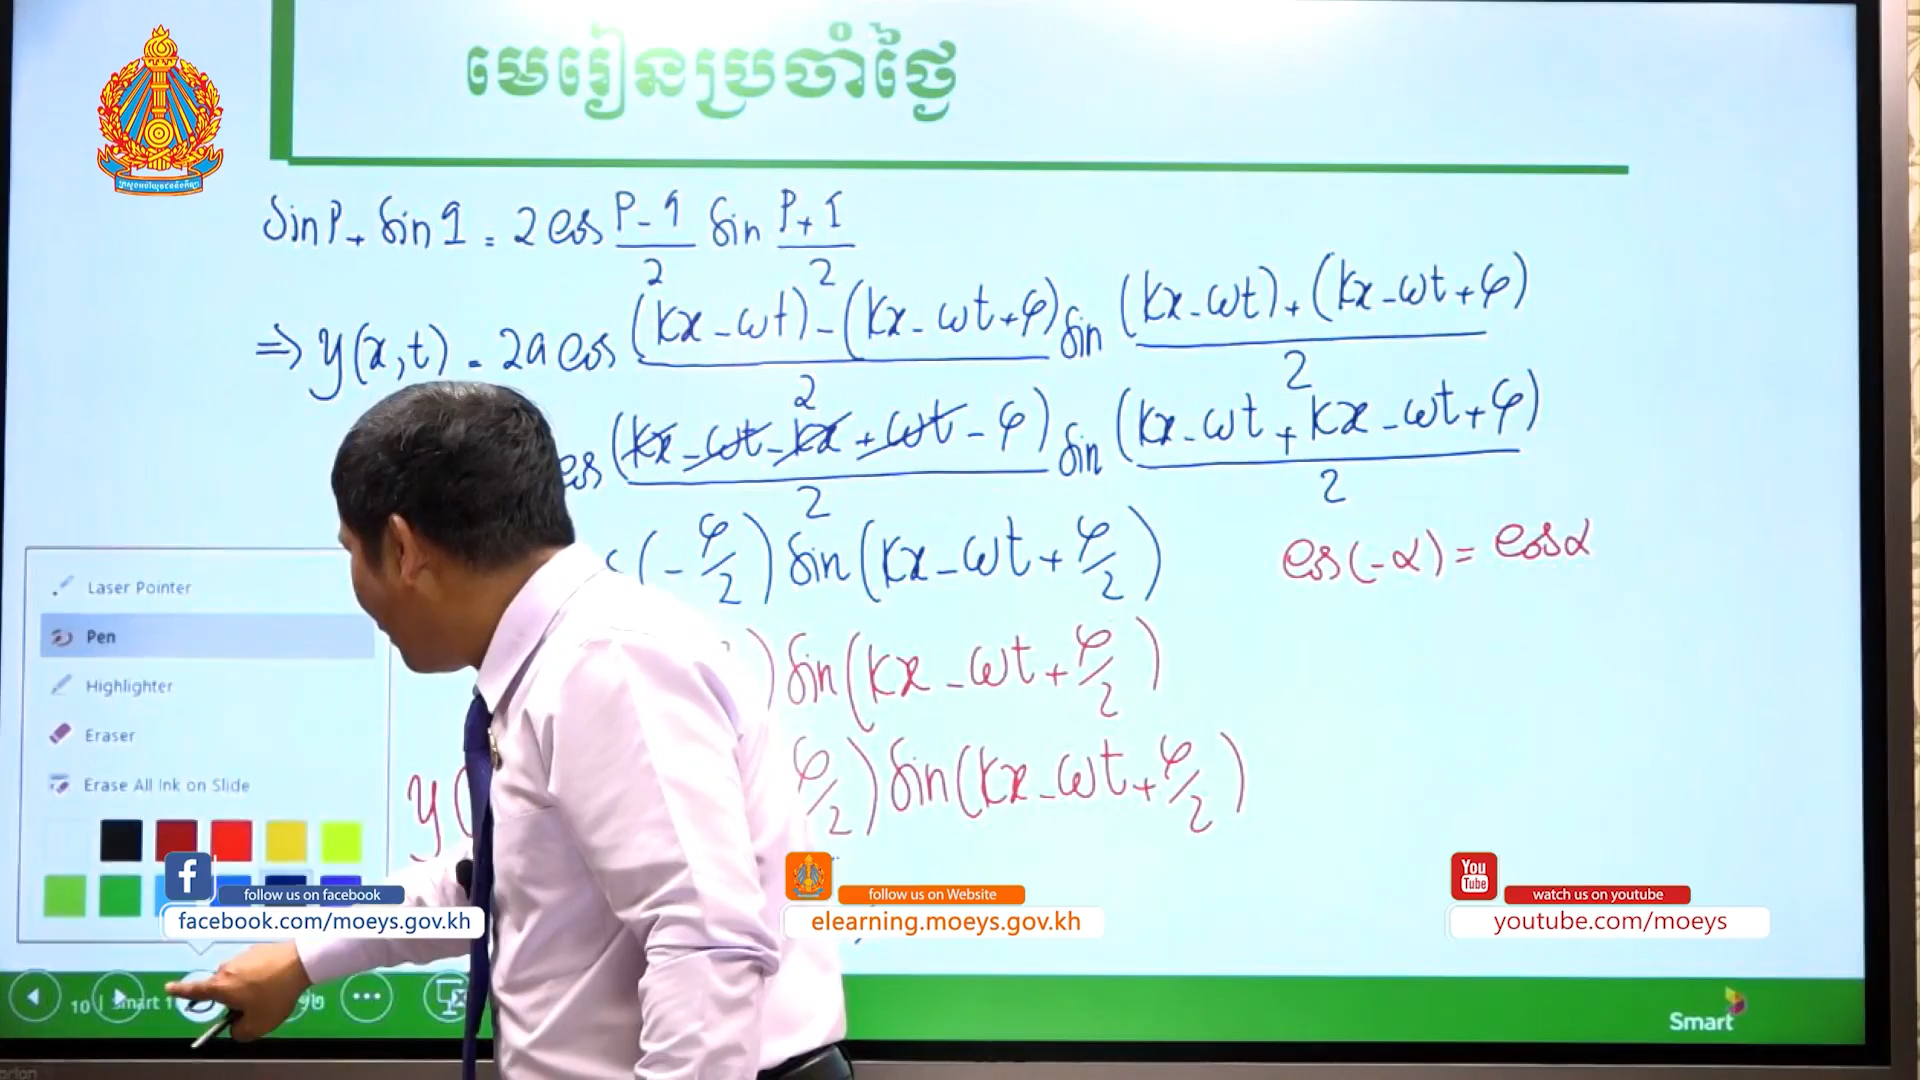 មេរៀនប្រចាំថ្ងៃ
sin P + sin q = 2 cos (P - q)/2 sin (P + q)/2
⇒ y(x,t) = 2a cos ((kx - ωt) - (kx - ωt + φ))/2 sin ((kx - ωt) + (kx - ωt + φ))/2
cos (kx - ωt - kx + ωt - φ)/2 sin (kx - ωt + kx - ωt + φ)/2
(-φ/2) sin(kx - ωt + φ/2)
cos(-α) = cosα
) sin(kx - ωt + φ/2)
y( φ/2) sin(kx - ωt + φ/2)
Laser Pointer
Pen
Highlighter
Eraser
Erase All Ink on Slide
follow us on facebook
facebook.com/moeys.gov.kh
follow us on Website
elearning.moeys.gov.kh
You Tube
watch us on youtube
youtube.com/moeys
10 | Smart 1
Smart